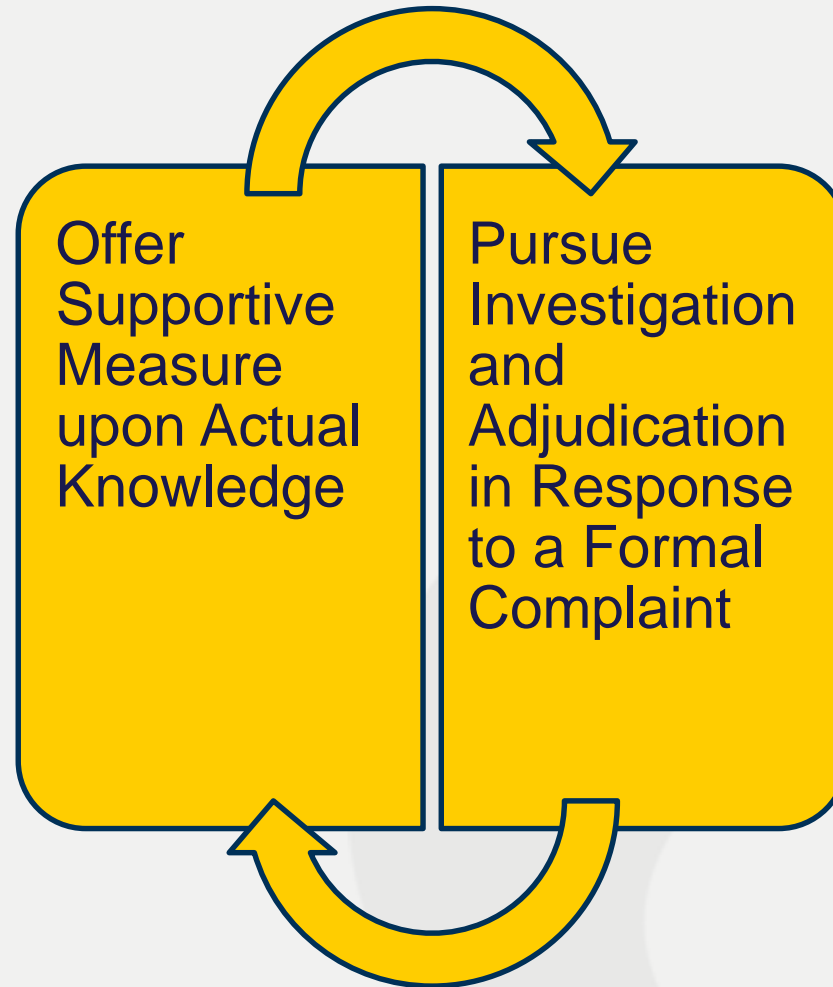 Offer
Supportive
Measure
upon Actual
Knowledge
Pursue
Investigation
and
Adjudication
in Response
to a Formal
Complaint